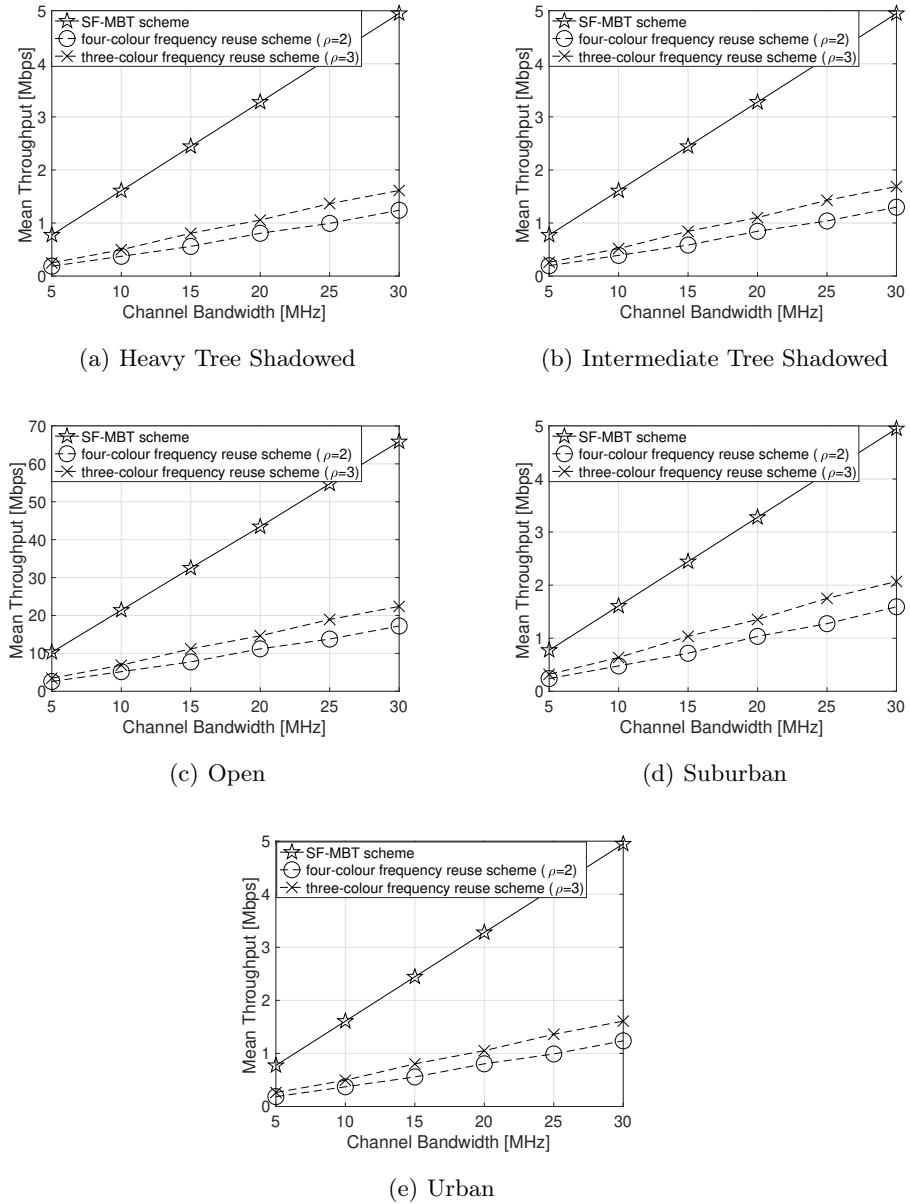 5
4
3
2
1
0
Mean Throughput [Mbps]
SF-MBT scheme
four-colour frequency reuse scheme (ρ=2)
three-colour frequency reuse scheme (ρ=3)
5 10 15 20 25 30
Channel Bandwidth [MHz]
(a) Heavy Tree Shadowed
5
4
3
2
1
0
Mean Throughput [Mbps]
SF-MBT scheme
four-colour frequency reuse scheme (ρ=2)
three-colour frequency reuse scheme (ρ=3)
5 10 15 20 25 30
Channel Bandwidth [MHz]
(b) Intermediate Tree Shadowed
70
60
50
40
30
20
10
0
Mean Throughput [Mbps]
SF-MBT scheme
four-colour frequency reuse scheme (ρ=2)
three-colour frequency reuse scheme (ρ=3)
5 10 15 20 25 30
Channel Bandwidth [MHz]
(c) Open
5
4
3
2
1
0
Mean Throughput [Mbps]
SF-MBT scheme
four-colour frequency reuse scheme (ρ=2)
three-colour frequency reuse scheme (ρ=3)
5 10 15 20 25 30
Channel Bandwidth [MHz]
(d) Suburban
5
4
3
2
1
0
Mean Throughput [Mbps]
SF-MBT scheme
four-colour frequency reuse scheme (ρ=2)
three-colour frequency reuse scheme (ρ=3)
5 10 15 20 25 30
Channel Bandwidth [MHz]
(e) Urban